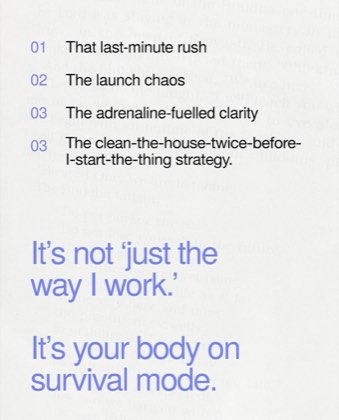 01 That last-minute rush
02 The launch chaos
03 The adrenaline-fuelled clarity
03 The clean-the-house-twice-before-
I-start-the-thing strategy.
It's not ‘just the
way I work.’
It's your body on
survival mode.